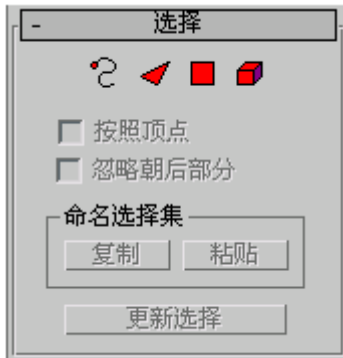 - 选择
按照顶点
忽略朝后部分
命名选择集
复制 粘贴
更新选择